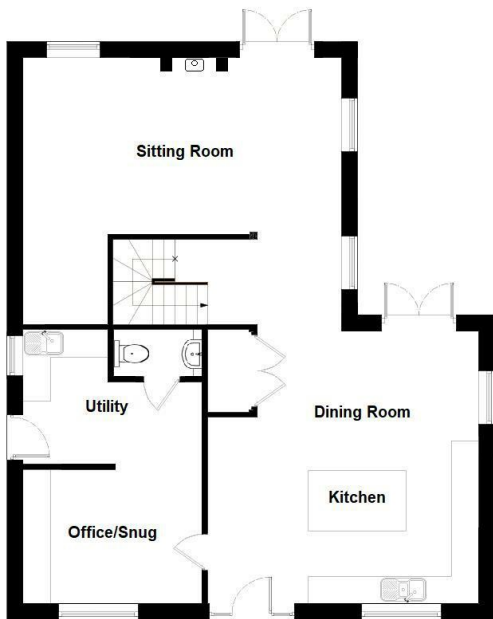 Sitting Room
Utility
Dining Room
Kitchen
Office/Snug